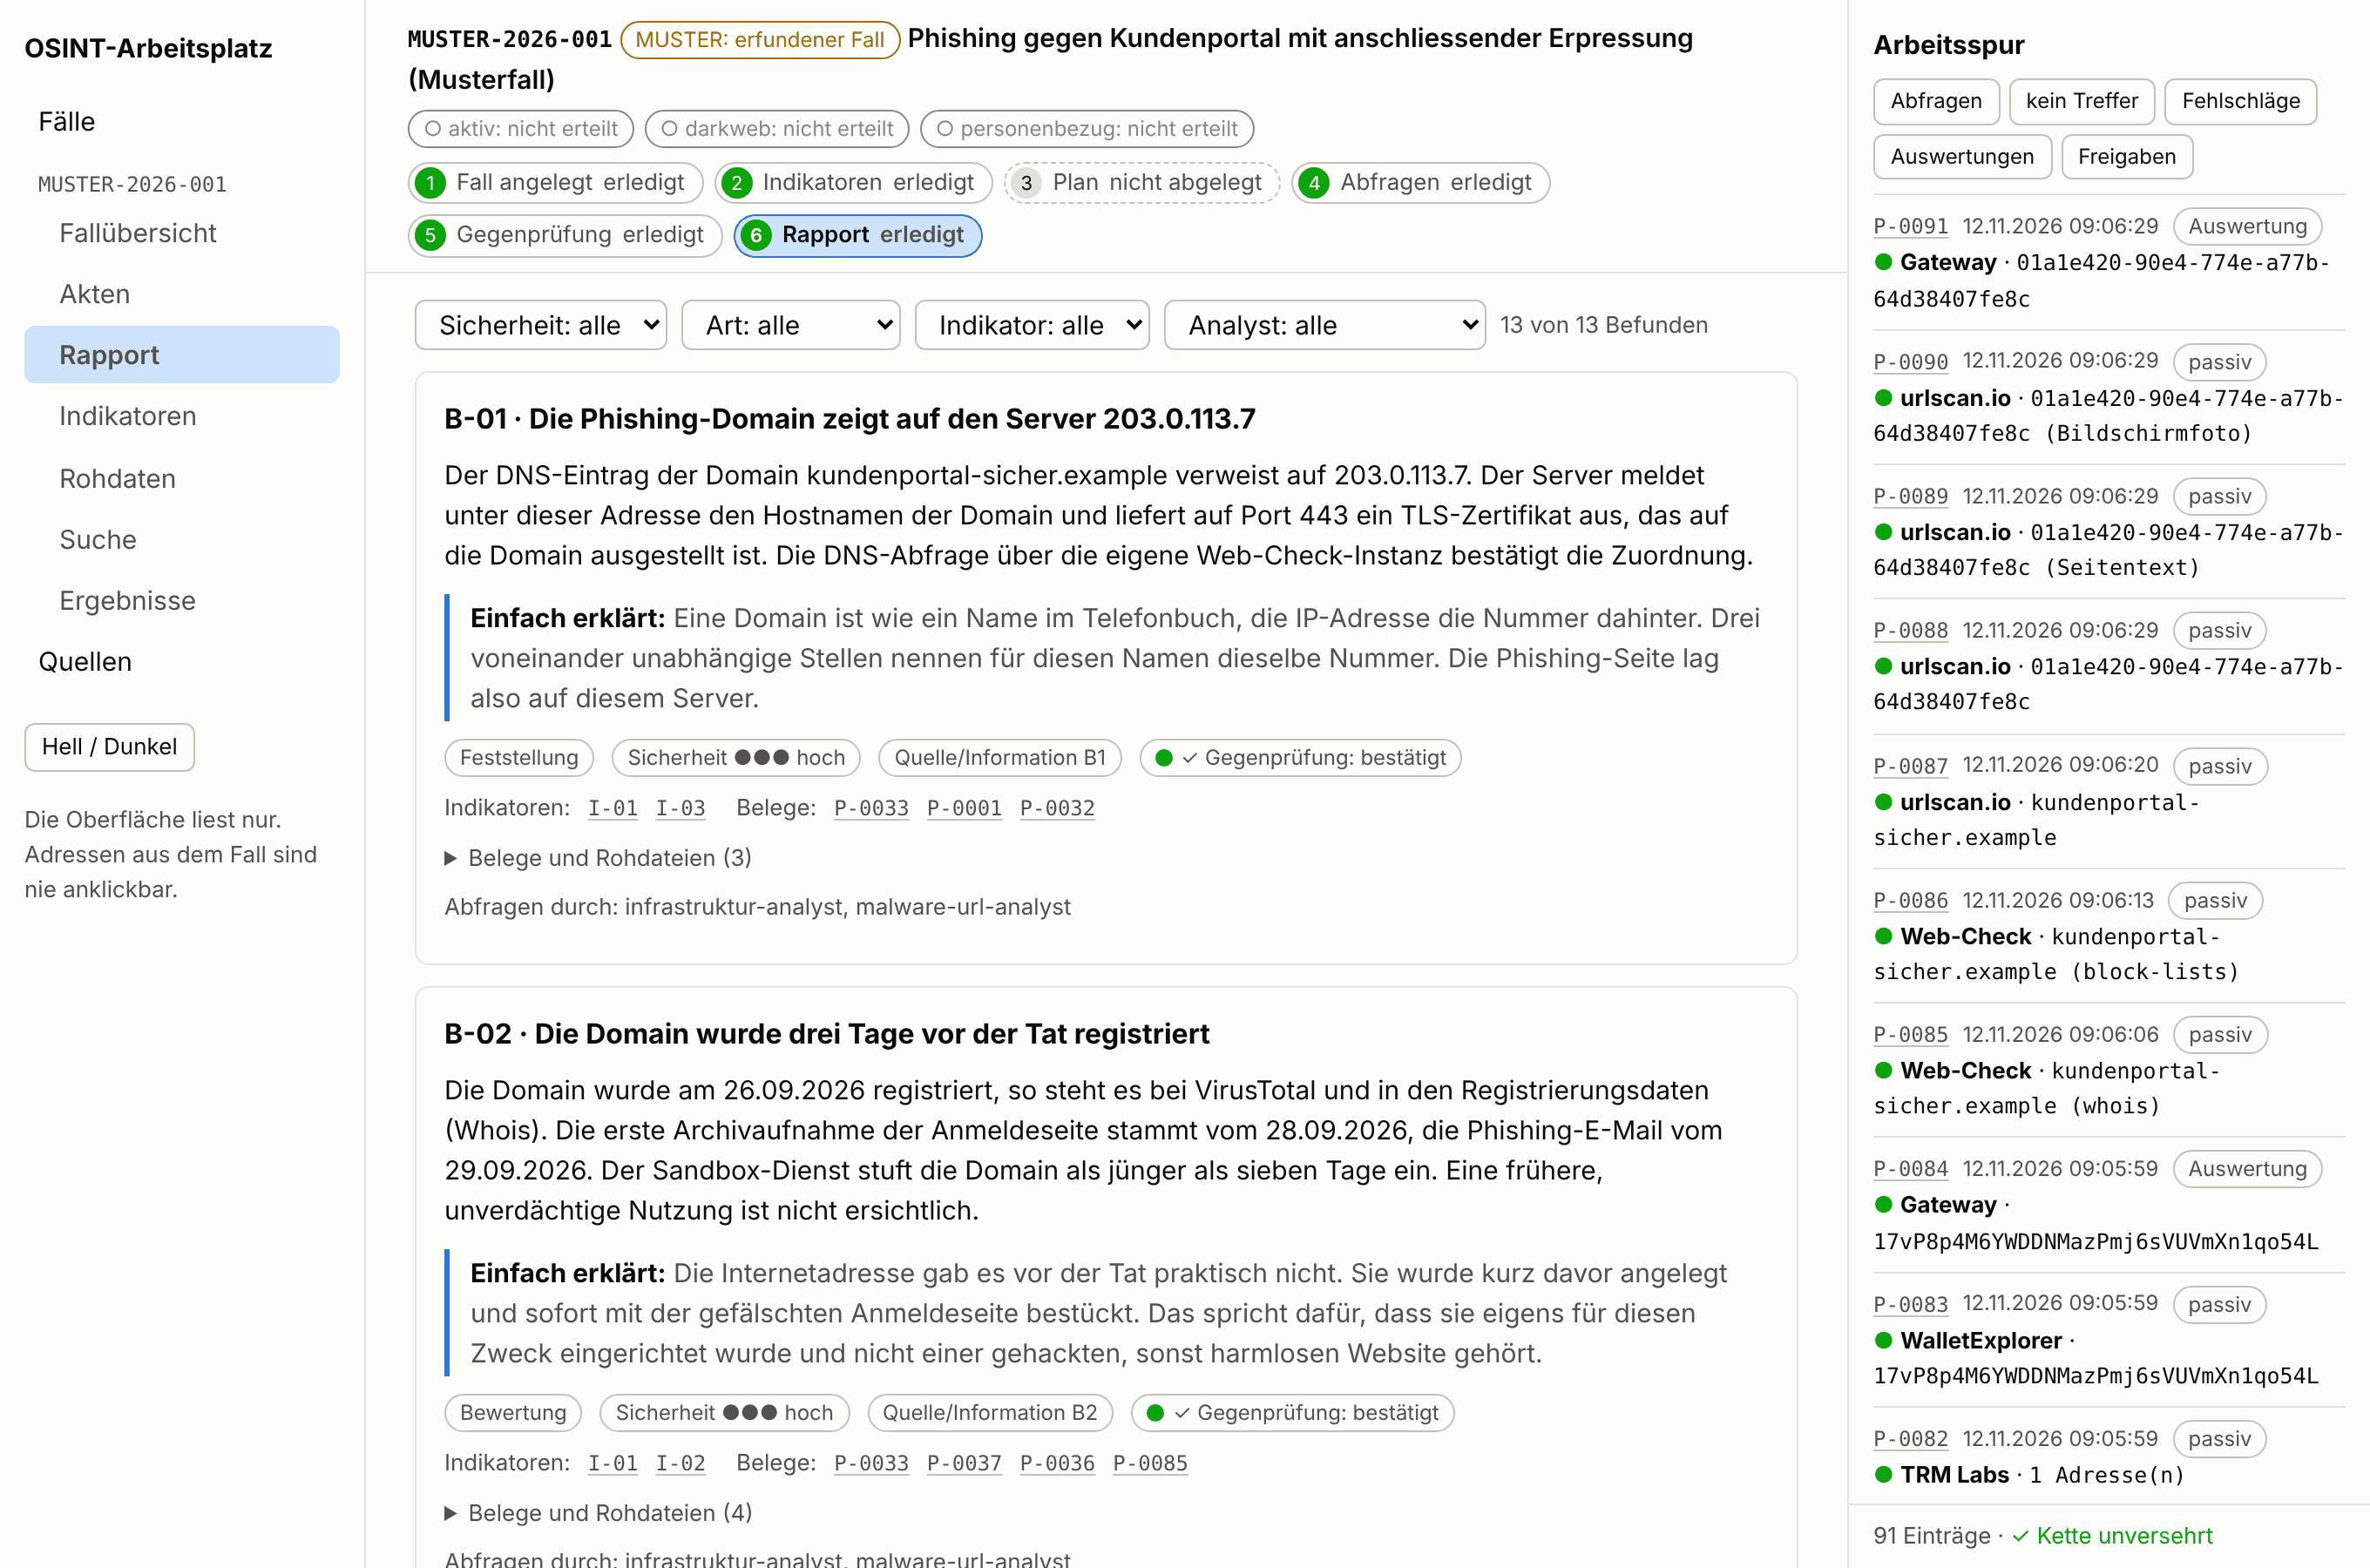 OSINT-Arbeitsplatz
Fälle
MUSTER-2026-001
Fallübersicht
Akten
Rapport
Indikatoren
Rohdaten
Suche
Ergebnisse
Quellen
Hell / Dunkel
Die Oberfläche liest nur.
Adressen aus dem Fall sind
nie anklickbar.
MUSTER-2026-001 MUSTER: erfundener Fall Phishing gegen Kundenportal mit anschliessender Erpressung
(Musterfall)
aktiv: nicht erteilt darkweb: nicht erteilt personenbezug: nicht erteilt
1 Fall angelegt erledigt 2 Indikatoren erledigt 3 Plan nicht abgelegt 4 Abfragen erledigt
5 Gegenprüfung erledigt 6 Rapport erledigt
Sicherheit: alle Art: alle Indikator: alle Analyst: alle 13 von 13 Befunden
B-01 · Die Phishing-Domain zeigt auf den Server 203.0.113.7
Der DNS-Eintrag der Domain kundenportal-sicher.example verweist auf 203.0.113.7. Der Server meldet
unter dieser Adresse den Hostnamen der Domain und liefert auf Port 443 ein TLS-Zertifikat aus, das auf
die Domain ausgestellt ist. Die DNS-Abfrage über die eigene Web-Check-Instanz bestätigt die Zuordnung.
Einfach erklärt: Eine Domain ist wie ein Name im Telefonbuch, die IP-Adresse die Nummer dahinter. Drei
voneinander unabhängige Stellen nennen für diesen Namen dieselbe Nummer. Die Phishing-Seite lag
also auf diesem Server.
Feststellung Sicherheit ●●● hoch Quelle/Information B1 ✓ Gegenprüfung: bestätigt
Indikatoren: I-01 I-03 Belege: P-0033 P-0001 P-0032
▶ Belege und Rohdateien (3)
Abfragen durch: infrastruktur-analyst, malware-url-analyst
B-02 · Die Domain wurde drei Tage vor der Tat registriert
Die Domain wurde am 26.09.2026 registriert, so steht es bei VirusTotal und in den Registrierungsdaten
(Whois). Die erste Archivaufnahme der Anmeldeseite stammt vom 28.09.2026, die Phishing-E-Mail vom
29.09.2026. Der Sandbox-Dienst stuft die Domain als jünger als sieben Tage ein. Eine frühere,
unverdächtige Nutzung ist nicht ersichtlich.
Einfach erklärt: Die Internetadresse gab es vor der Tat praktisch nicht. Sie wurde kurz davor angelegt
und sofort mit der gefälschten Anmeldeseite bestückt. Das spricht dafür, dass sie eigens für diesen
Zweck eingerichtet wurde und nicht einer gehackten, sonst harmlosen Website gehört.
Bewertung Sicherheit ●●● hoch Quelle/Information B2 ✓ Gegenprüfung: bestätigt
Indikatoren: I-01 I-02 Belege: P-0033 P-0037 P-0036 P-0085
▶ Belege und Rohdateien (4)
Abfragen durch: infrastruktur-analyst, malware-url-analyst
Arbeitsspur
Abfragen kein Treffer Fehlschläge
Auswertungen Freigaben
P-0091 12.11.2026 09:06:29 Auswertung
Gateway · 01a1e420-90e4-774e-a77b-
64d38407fe8c
P-0090 12.11.2026 09:06:29 passiv
urlscan.io · 01a1e420-90e4-774e-a77b-
64d38407fe8c (Bildschirmfoto)
P-0089 12.11.2026 09:06:29 passiv
urlscan.io · 01a1e420-90e4-774e-a77b-
64d38407fe8c (Seitentext)
P-0088 12.11.2026 09:06:29 passiv
urlscan.io · 01a1e420-90e4-774e-a77b-
64d38407fe8c
P-0087 12.11.2026 09:06:20 passiv
urlscan.io · kundenportal-
sicher.example
P-0086 12.11.2026 09:06:13 passiv
Web-Check · kundenportal-
sicher.example (block-lists)
P-0085 12.11.2026 09:06:06 passiv
Web-Check · kundenportal-
sicher.example (whois)
P-0084 12.11.2026 09:05:59 Auswertung
Gateway ·
17vP8p4M6YWDDNMazPmj6sVUVmXn1qo54L
P-0083 12.11.2026 09:05:59 passiv
WalletExplorer ·
17vP8p4M6YWDDNMazPmj6sVUVmXn1qo54L
P-0082 12.11.2026 09:05:59 passiv
TRM Labs · 1 Adresse(n)
91 Einträge · ✓ Kette unversehrt